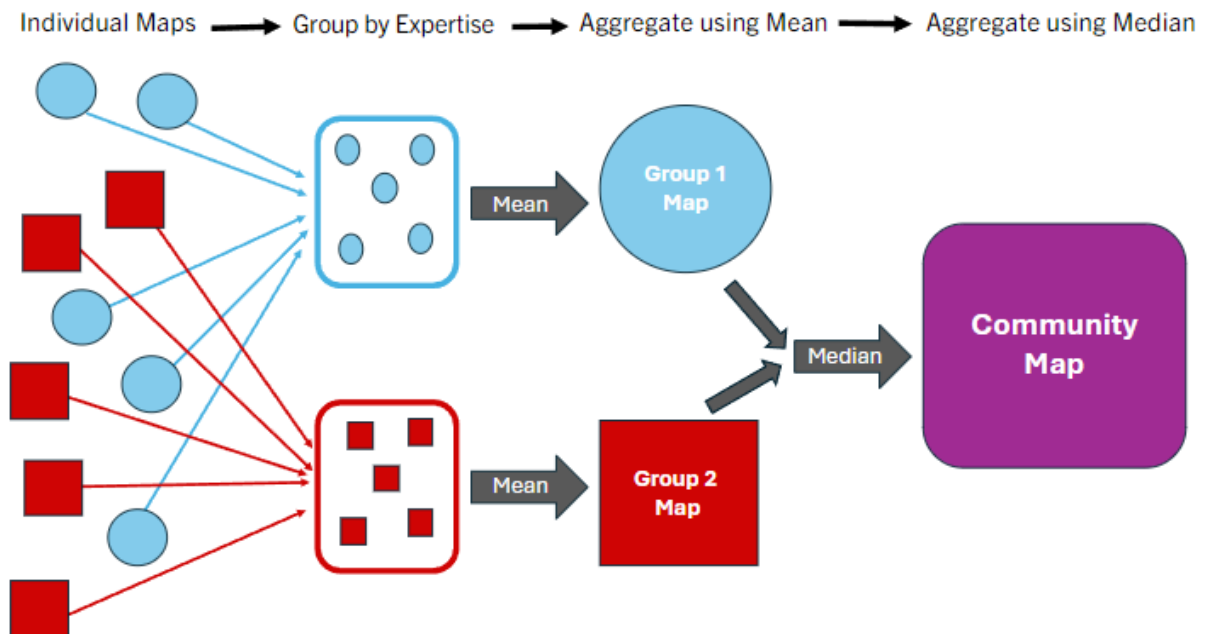 Individual Maps Group by Expertise Aggregate using Mean Aggregate using Median
Group 1
Map
Mean
Community
Map
Median
Group 2
Map
Mean